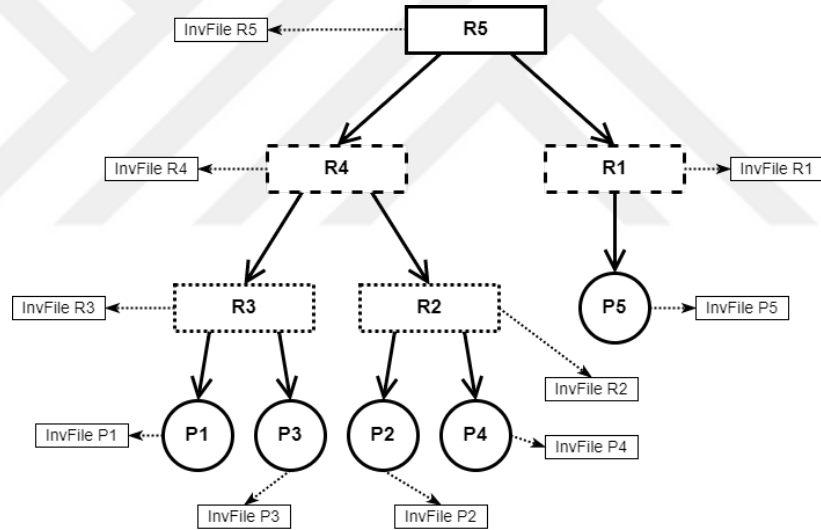 InvFile R5
R5
InvFile R4
R4
R1
InvFile R1
InvFile R3
R3
R2
P5
InvFile P5
InvFile R2
InvFile P1
P1
P3
P2
P4
InvFile P4
InvFile P3
InvFile P2